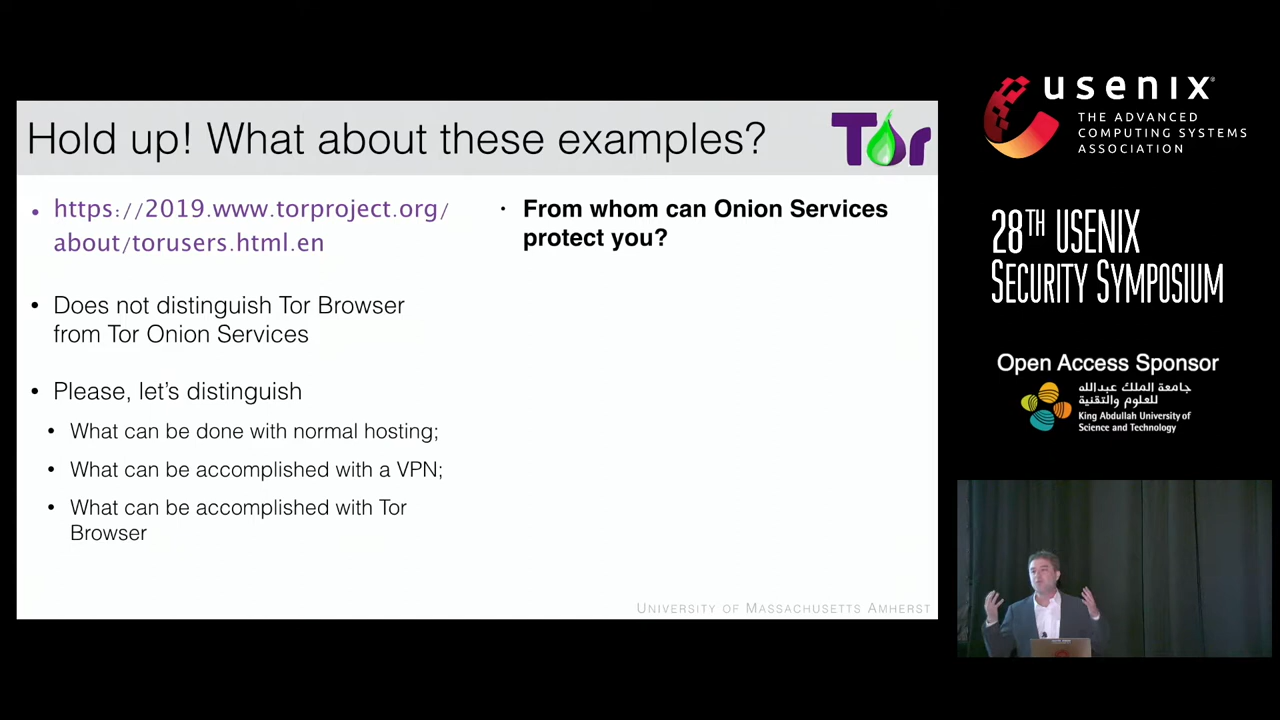 Hold up! What about these examples?
Tor
• https://2019.www.torproject.org/
about/torusers.html.en
• Does not distinguish Tor Browser
from Tor Onion Services
• Please, let's distinguish
• What can be done with normal hosting;
• What can be accomplished with a VPN;
• What can be accomplished with Tor
Browser
• From whom can Onion Services
protect you?
UNIVERSITY OF MASSACHUSETTS AMHERST
usenix®
THE ADVANCED
COMPUTING SYSTEMS
ASSOCIATION
28TH USENIX
SECURITY SYMPOSIUM
Open Access Sponsor
جامعة الملك عبدالله
للعلوم والتقنية
King Abdullah University of
Science and Technology